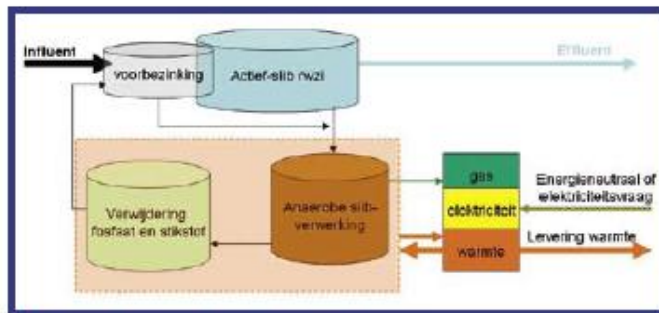 Influent
voorbezinking
Actief-slib rwzi
Effluent
Verwijdering
fosfaat en stikstof
Anaerobe slib-
verwerking
gas
elektriciteit
warmte
Energieneutraal of
elektriciteitsvraag
Levering warmte